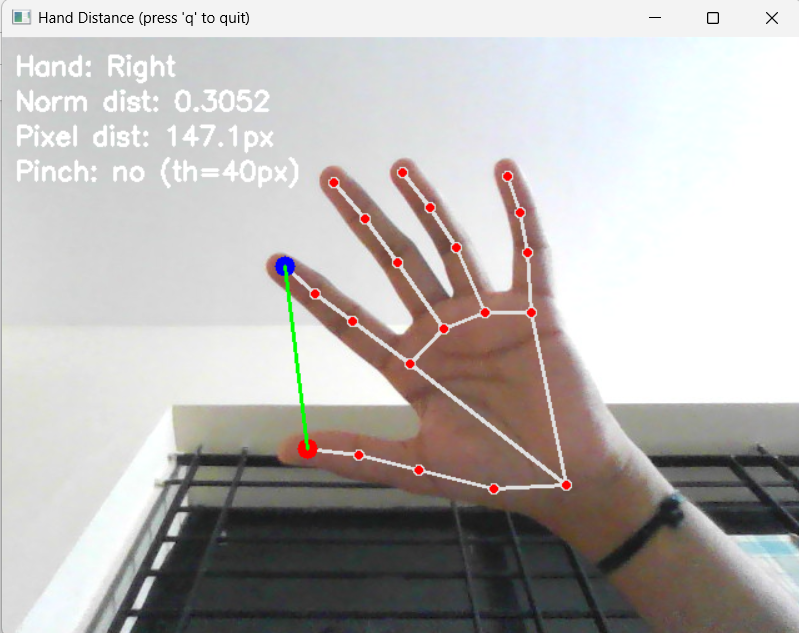 Hand Distance (press 'q' to quit)
Hand: Right
Norm dist: 0.3052
Pixel dist: 147.1px
Pinch: no (th=40px)